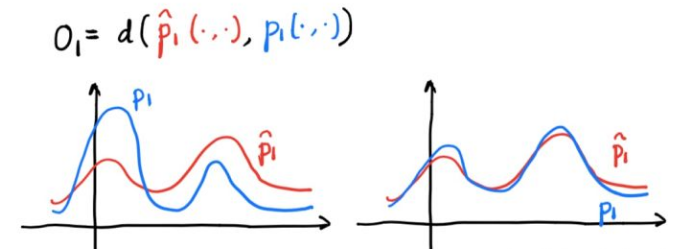 O₁ = d(p̂₁(·,·), p₁(·,·))
p₁
p̂₁
p̂₁
p₁